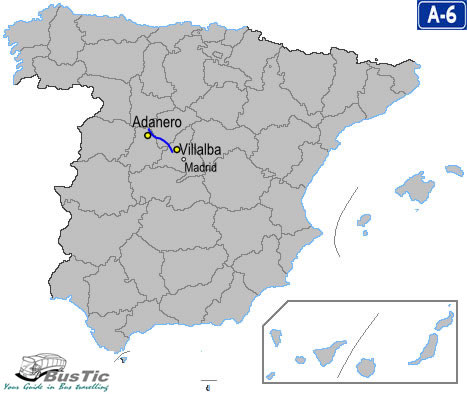 A-6
Adanero
Villalba
Madrid
BusTic
Your Guide in Bus travelling